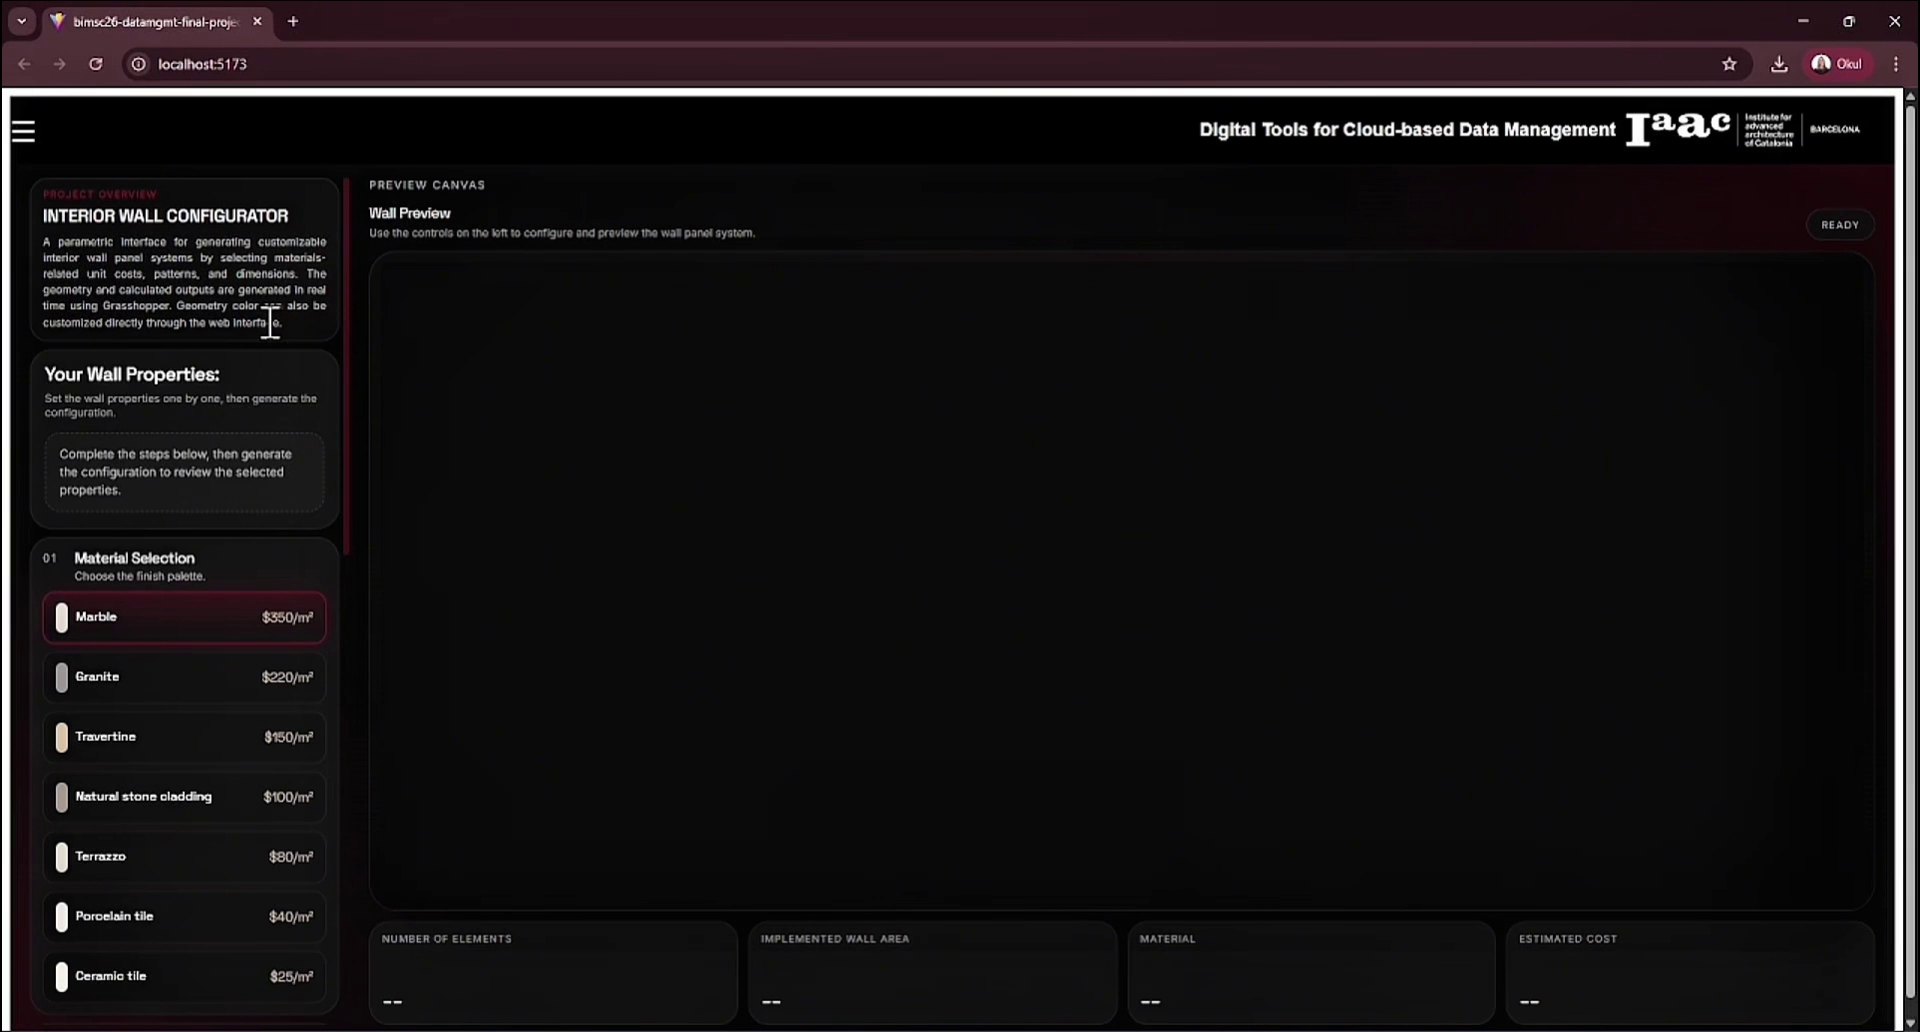 bimsc26-datamgmt-final-proje
localhost:5173
Okul
Digital Tools for Cloud-based Data Management
Iaac
Institute for
advanced
architecture
of Catalonia
BARCELONA
PROJECT OVERVIEW
INTERIOR WALL CONFIGURATOR
A parametric interface for generating customizable
interior wall panel systems by selecting materials-
related unit costs, patterns, and dimensions. The
geometry and calculated outputs are generated in real
time using Grasshopper. Geometry color also be
customized directly through the web interface.
Your Wall Properties:
Set the wall properties one by one, then generate the
configuration.
Complete the steps below, then generate
the configuration to review the selected
properties.
01 Material Selection
Choose the finish palette.
Marble $350/m²
Granite $220/m²
Travertine $150/m²
Natural stone cladding $100/m²
Terrazzo $80/m²
Porcelain tile $40/m²
Ceramic tile $25/m²
PREVIEW CANVAS
Wall Preview
Use the controls on the left to configure and preview the wall panel system.
READY
NUMBER OF ELEMENTS
--
IMPLEMENTED WALL AREA
--
MATERIAL
--
ESTIMATED COST
--